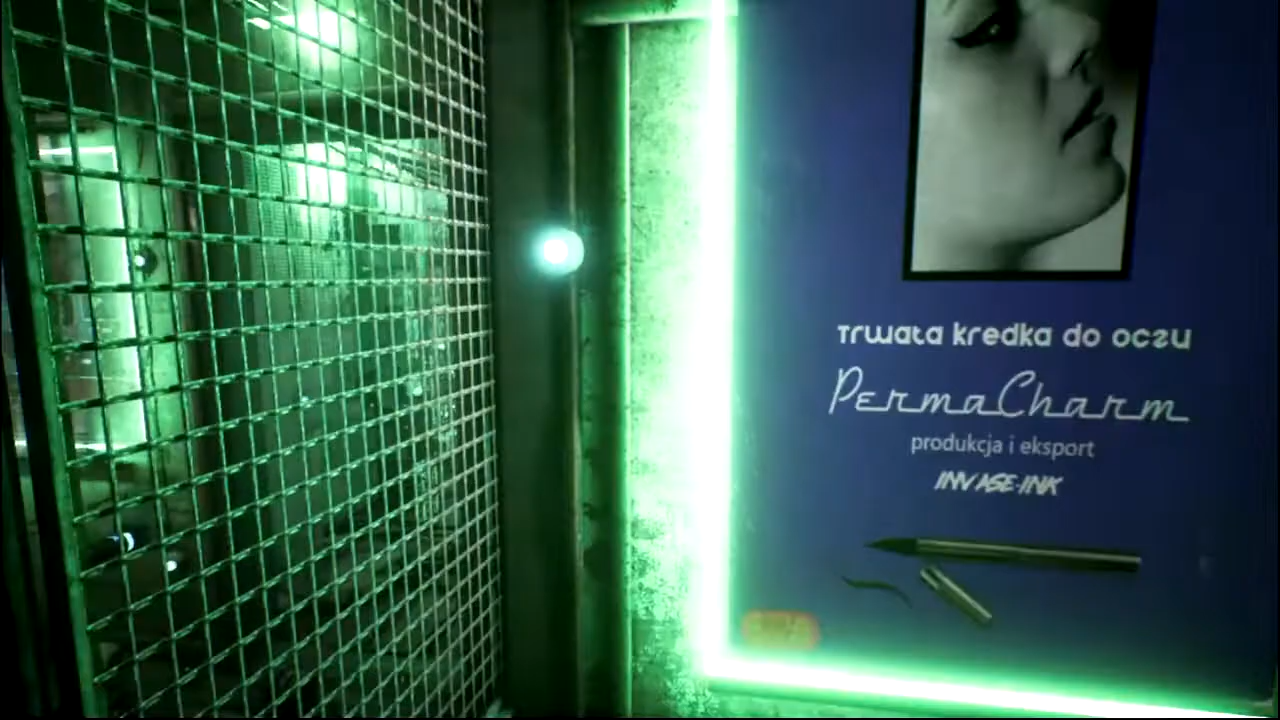 Trwała kredka do oczu
PermaCharm
produkcja i eksport
INVASE-INK